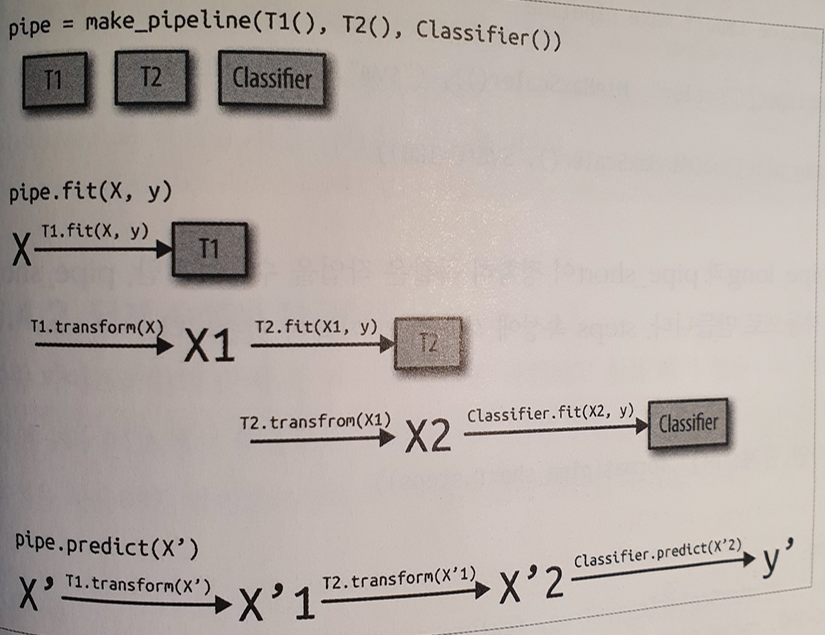 pipe = make_pipeline(T1(), T2(), Classifier())
T1 T2 Classifier
pipe.fit(X, y)
X T1.fit(X, y) T1
T1.transform(X) X1 T2.fit(X1, y) T2
T2.transfrom(X1) X2 Classifier.fit(X2, y) Classifier
pipe.predict(X’)
X’ T1.transform(X’) X’1 T2.transform(X’1) X’2 Classifier.predict(X’2) y’